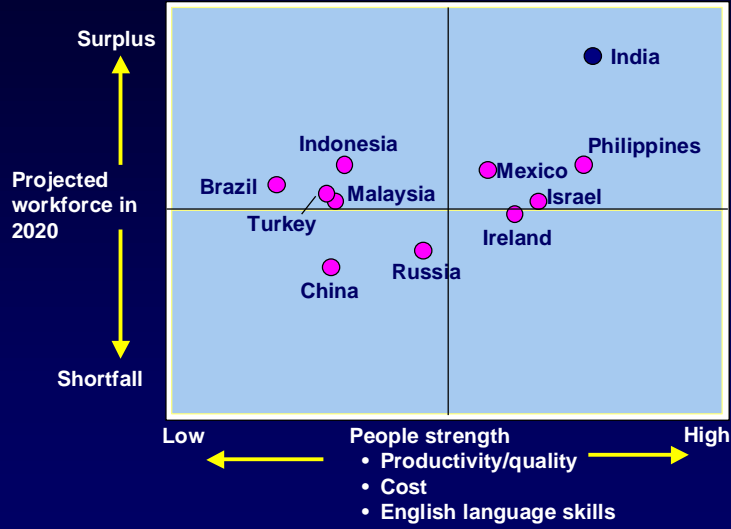 Surplus
India
Indonesia
Philippines
Brazil
Malaysia
Mexico
Israel
Projected
workforce in
2020
Turkey
Ireland
Russia
China
Shortfall
Low
People strength
High
• Productivity/quality
• Cost
• English language skills